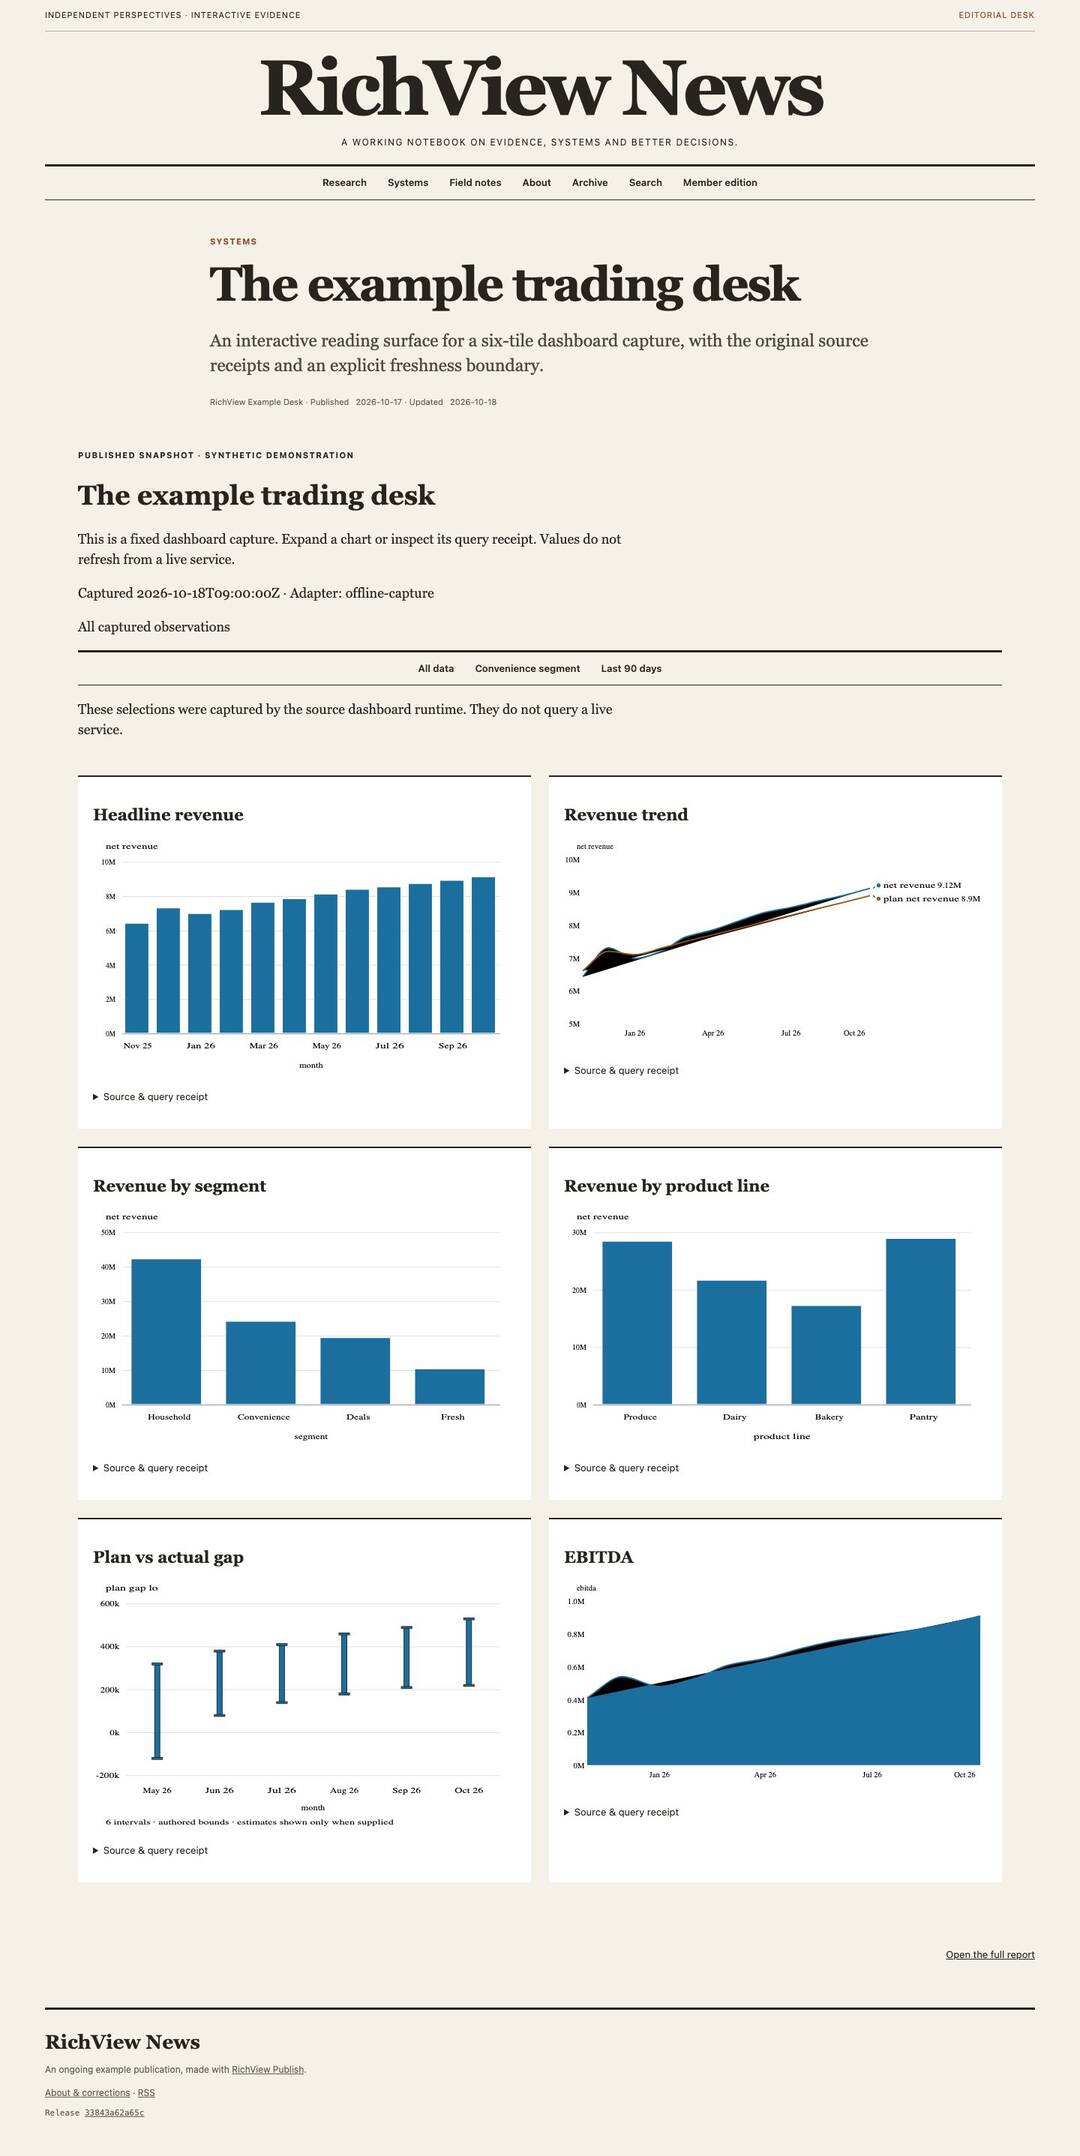 INDEPENDENT PERSPECTIVES · INTERACTIVE EVIDENCE
EDITORIAL DESK
RichView News
A WORKING NOTEBOOK ON EVIDENCE, SYSTEMS AND BETTER DECISIONS.
Research Systems Field notes About Archive Search Member edition
SYSTEMS
The example trading desk
An interactive reading surface for a six-tile dashboard capture, with the original source
receipts and an explicit freshness boundary.
RichView Example Desk · Published 2026-10-17 · Updated 2026-10-18
PUBLISHED SNAPSHOT · SYNTHETIC DEMONSTRATION
The example trading desk
This is a fixed dashboard capture. Expand a chart or inspect its query receipt. Values do not
refresh from a live service.
Captured 2026-10-18T09:00:00Z · Adapter: offline-capture
All captured observations
All data Convenience segment Last 90 days
These selections were captured by the source dashboard runtime. They do not query a live
service.
Headline revenue
net revenue
10M
8M
6M
4M
2M
0M
Nov 25 Jan 26 Mar 26 May 26 Jul 26 Sep 26
month
▶ Source & query receipt
Revenue trend
net revenue
10M
9M
8M
7M
6M
5M
net revenue 9.12M
plan net revenue 8.9M
Jan 26 Apr 26 Jul 26 Oct 26
▶ Source & query receipt
Revenue by segment
net revenue
50M
40M
30M
20M
10M
0M
Household Convenience Deals Fresh
segment
▶ Source & query receipt
Revenue by product line
net revenue
30M
20M
10M
0M
Produce Dairy Bakery Pantry
product line
▶ Source & query receipt
Plan vs actual gap
plan gap lo
600k
400k
200k
0k
-200k
May 26 Jun 26 Jul 26 Aug 26 Sep 26 Oct 26
month
6 intervals · authored bounds · estimates shown only when supplied
▶ Source & query receipt
EBITDA
ebitda
1.0M
0.8M
0.6M
0.4M
0.2M
0M
Jan 26 Apr 26 Jul 26 Oct 26
▶ Source & query receipt
Open the full report
RichView News
An ongoing example publication, made with RichView Publish.
About & corrections · RSS
Release 33843a62a65c